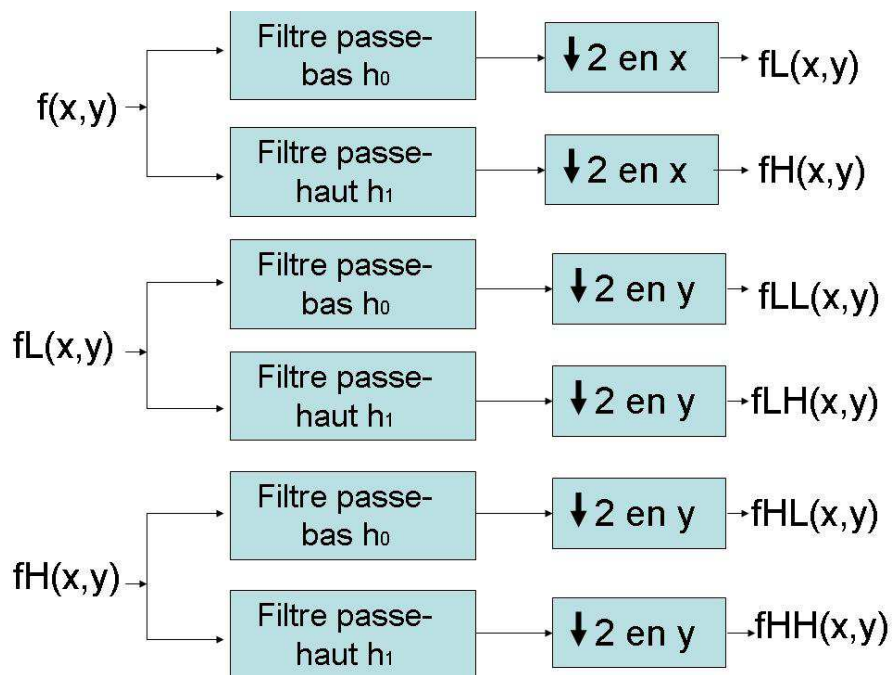 f(x,y)
Filtre passe-
bas h₀
↓2 en x
fL(x,y)
Filtre passe-
haut h₁
↓2 en x
fH(x,y)
fL(x,y)
Filtre passe-
bas h₀
↓2 en y
fLL(x,y)
Filtre passe-
haut h₁
↓2 en y
fLH(x,y)
fH(x,y)
Filtre passe-
bas h₀
↓2 en y
fHL(x,y)
Filtre passe-
haut h₁
↓2 en y
fHH(x,y)